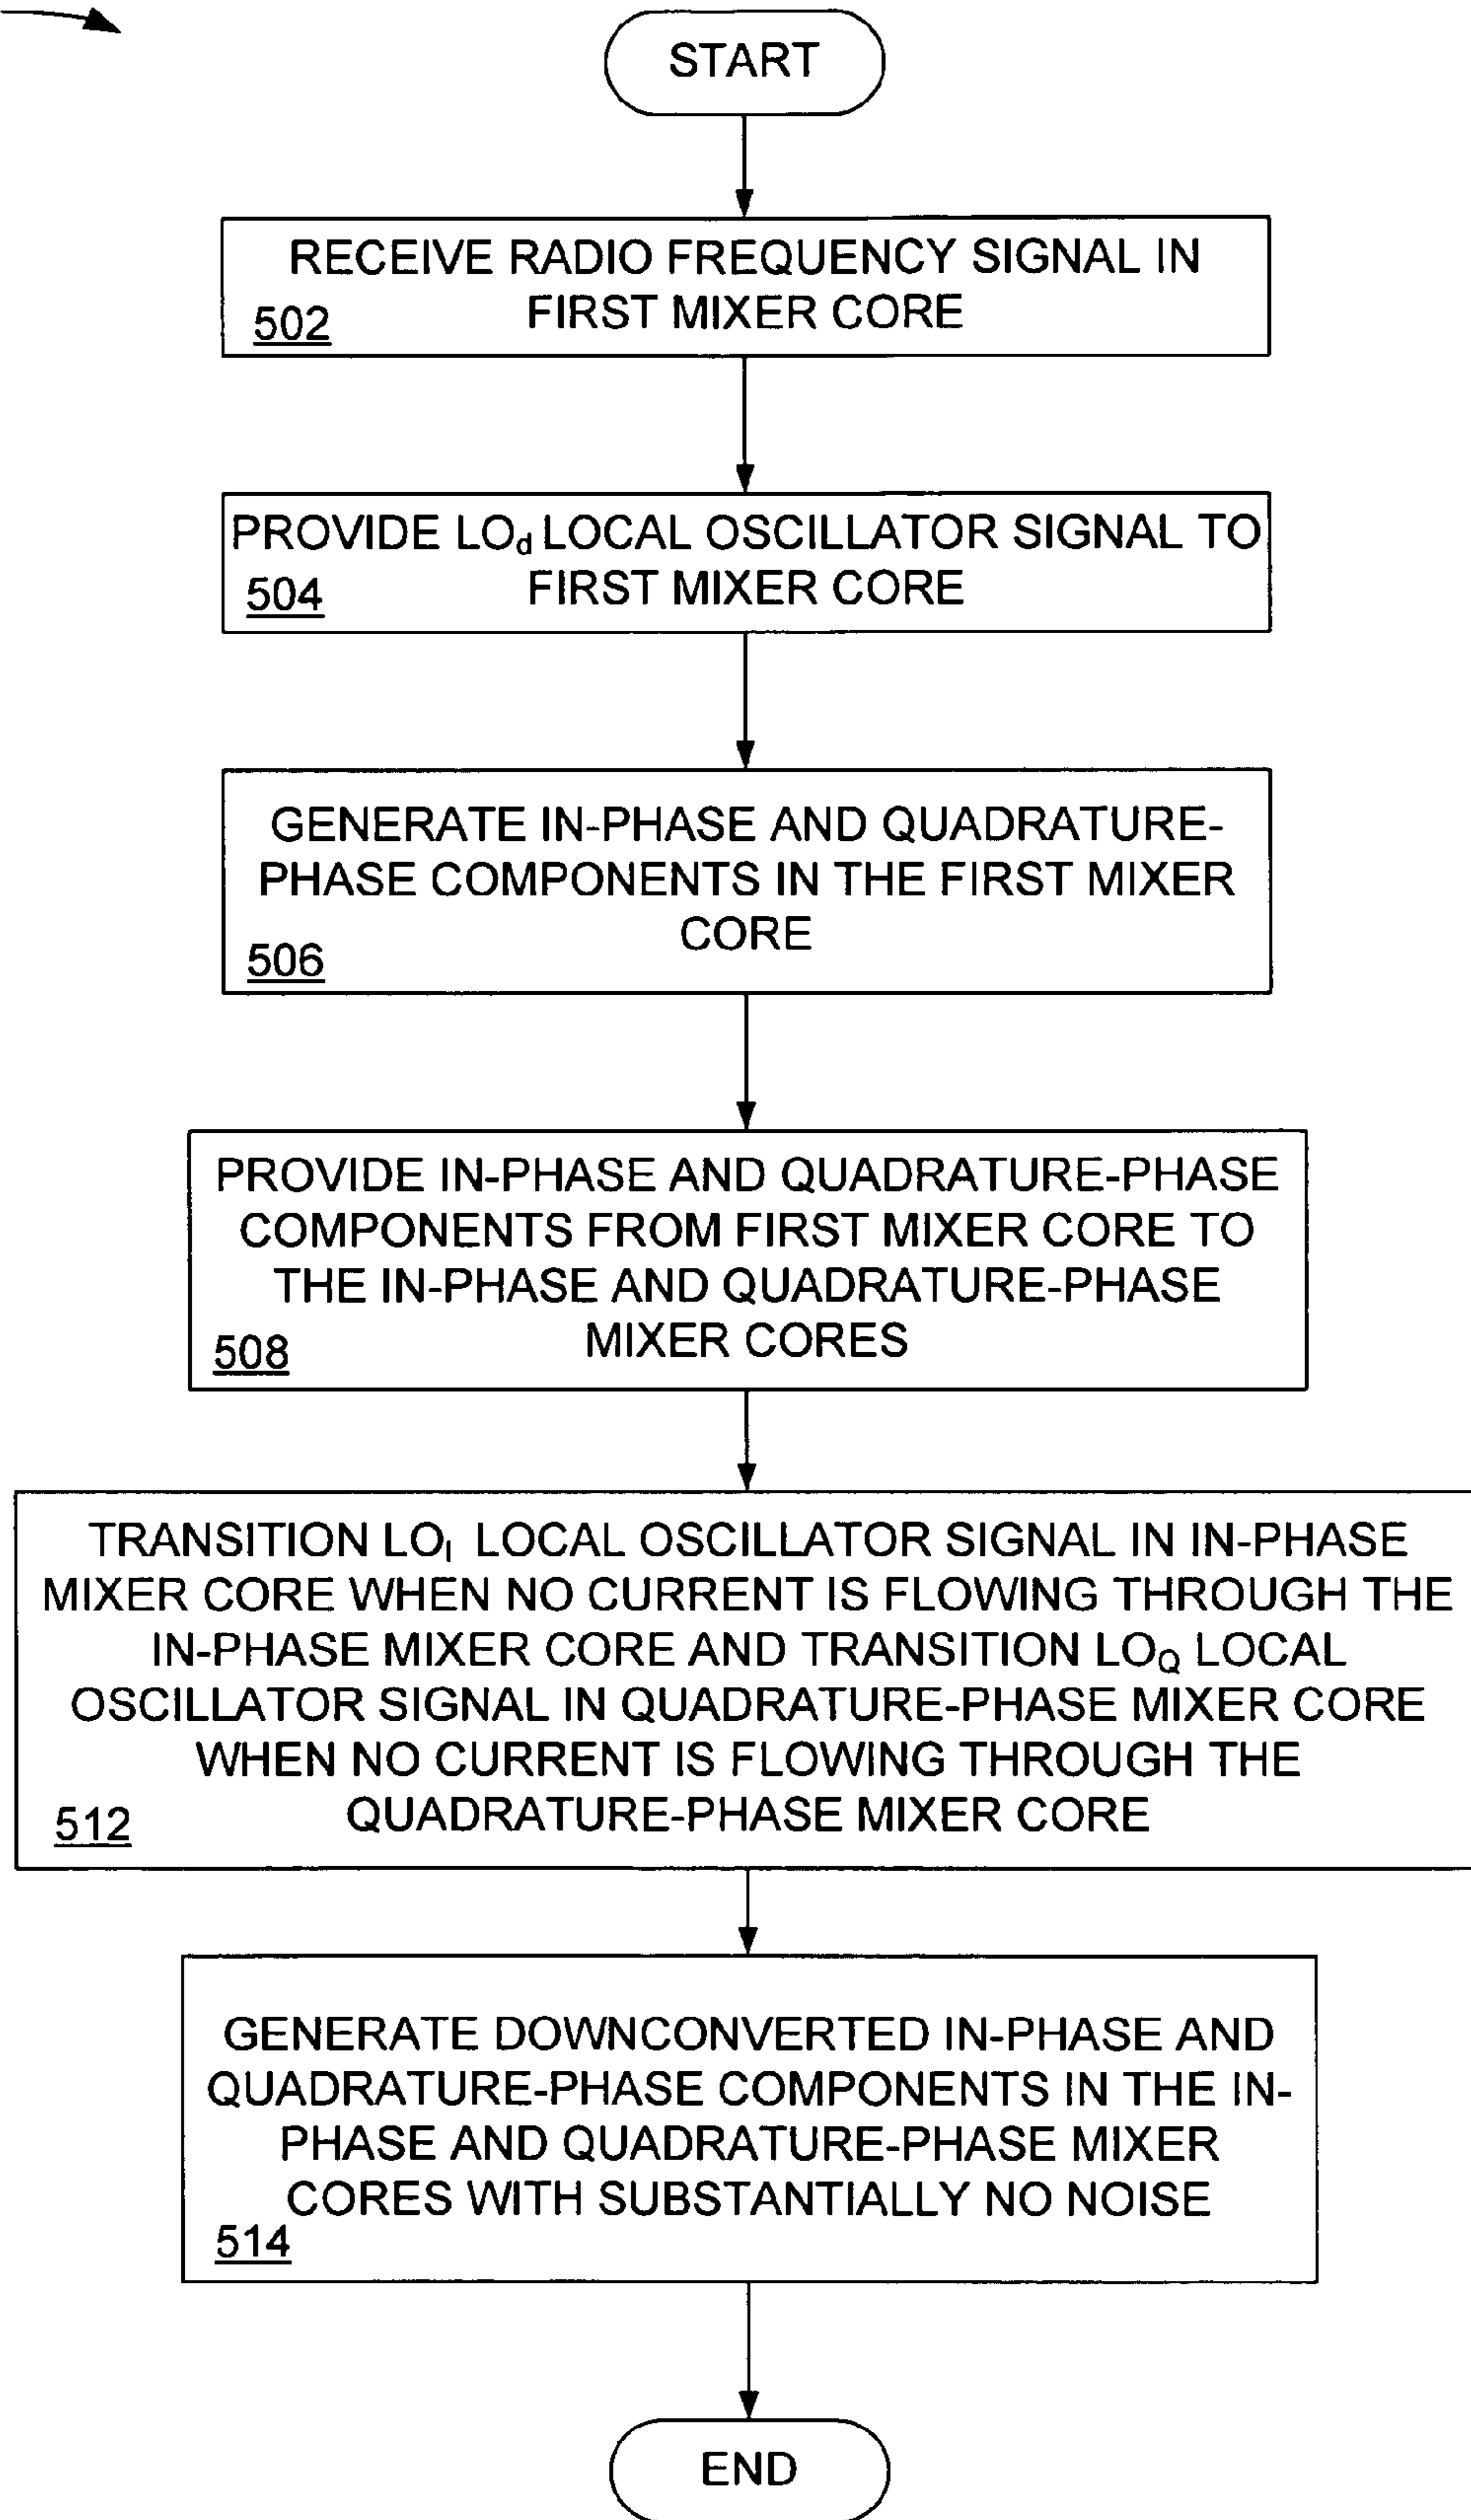 START
RECEIVE RADIO FREQUENCY SIGNAL IN
FIRST MIXER CORE
502
PROVIDE LOd LOCAL OSCILLATOR SIGNAL TO
FIRST MIXER CORE
504
GENERATE IN-PHASE AND QUADRATURE-
PHASE COMPONENTS IN THE FIRST MIXER
CORE
506
PROVIDE IN-PHASE AND QUADRATURE-PHASE
COMPONENTS FROM FIRST MIXER CORE TO
THE IN-PHASE AND QUADRATURE-PHASE
MIXER CORES
508
TRANSITION LOI LOCAL OSCILLATOR SIGNAL IN IN-PHASE
MIXER CORE WHEN NO CURRENT IS FLOWING THROUGH THE
IN-PHASE MIXER CORE AND TRANSITION LOQ LOCAL
OSCILLATOR SIGNAL IN QUADRATURE-PHASE MIXER CORE
WHEN NO CURRENT IS FLOWING THROUGH THE
QUADRATURE-PHASE MIXER CORE
512
GENERATE DOWNCONVERTED IN-PHASE AND
QUADRATURE-PHASE COMPONENTS IN THE IN-
PHASE AND QUADRATURE-PHASE MIXER
CORES WITH SUBSTANTIALLY NO NOISE
514
END